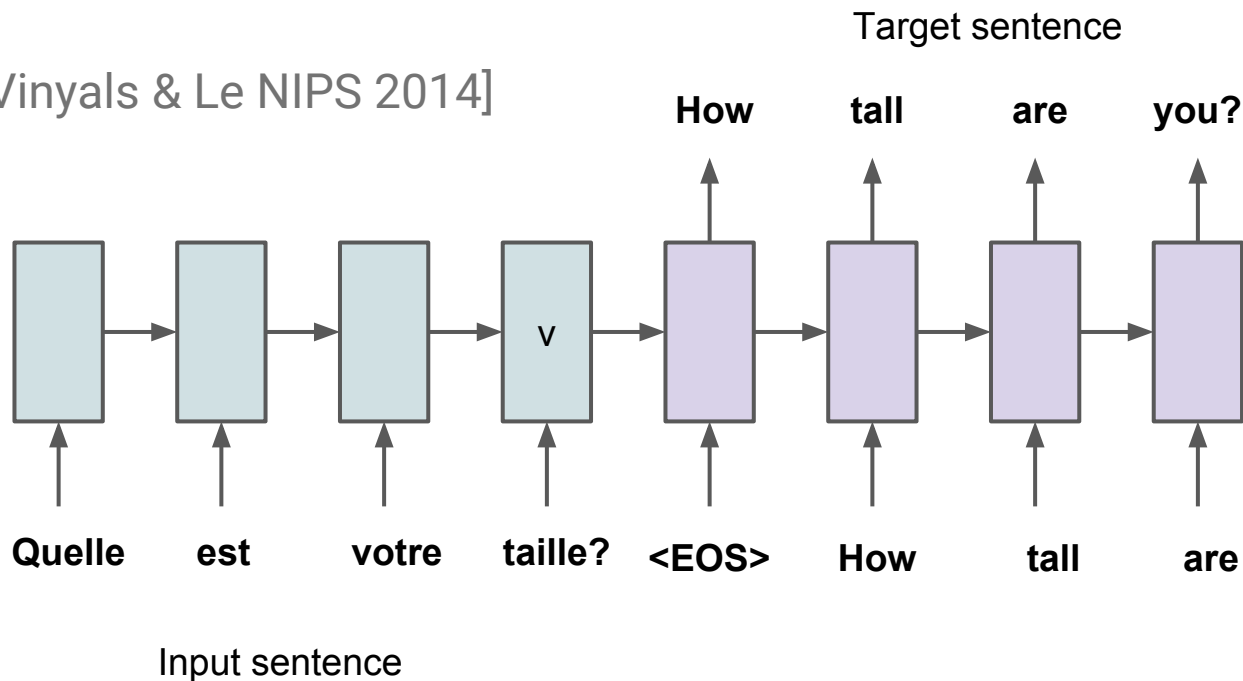 Target sentence
Vinyals & Le NIPS 2014]
How tall are you?
v
Quelle est votre taille? <EOS> How tall are
Input sentence